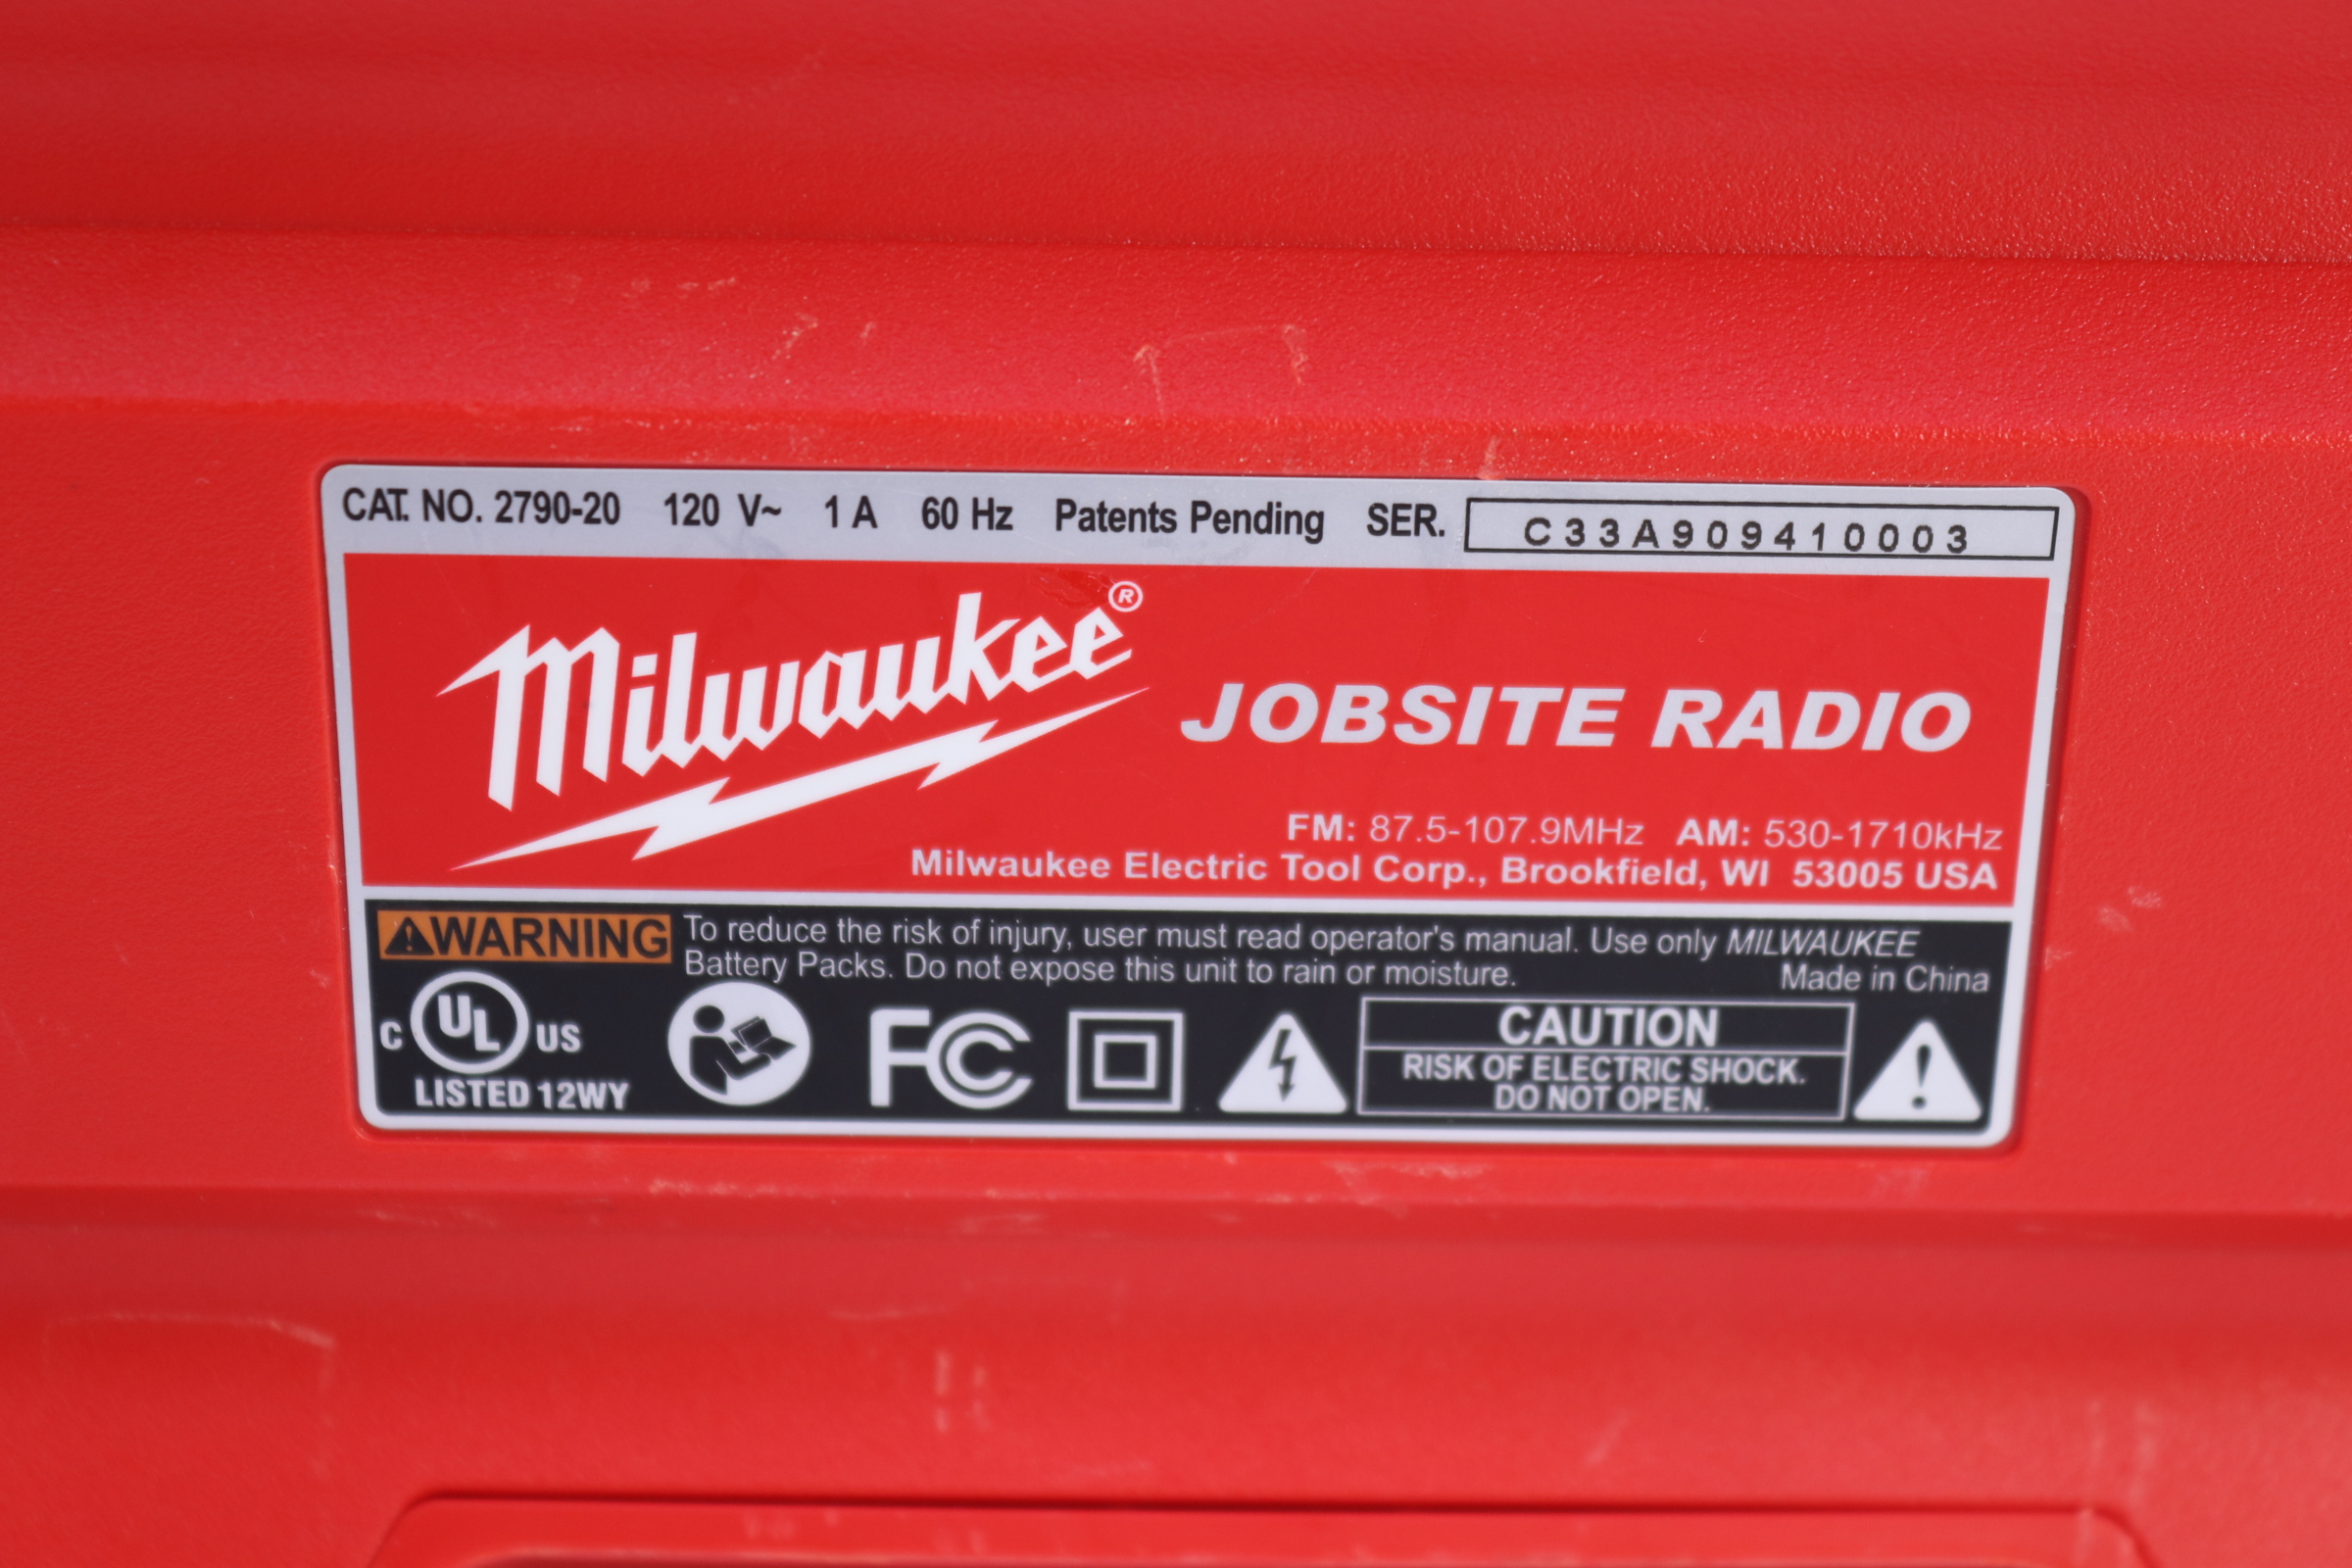 CAT. NO. 2790-20 120 V~ 1 A 60 Hz Patents Pending SER. C33A909410003
Milwaukee®
JOBSITE RADIO
FM: 87.5-107.9MHz AM: 530-1710kHz
Milwaukee Electric Tool Corp., Brookfield, WI 53005 USA
WARNING To reduce the risk of injury, user must read operator's manual. Use only MILWAUKEE
Battery Packs. Do not expose this unit to rain or moisture. Made in China
C UL US
LISTED 12WY
FC
CAUTION
RISK OF ELECTRIC SHOCK.
DO NOT OPEN.